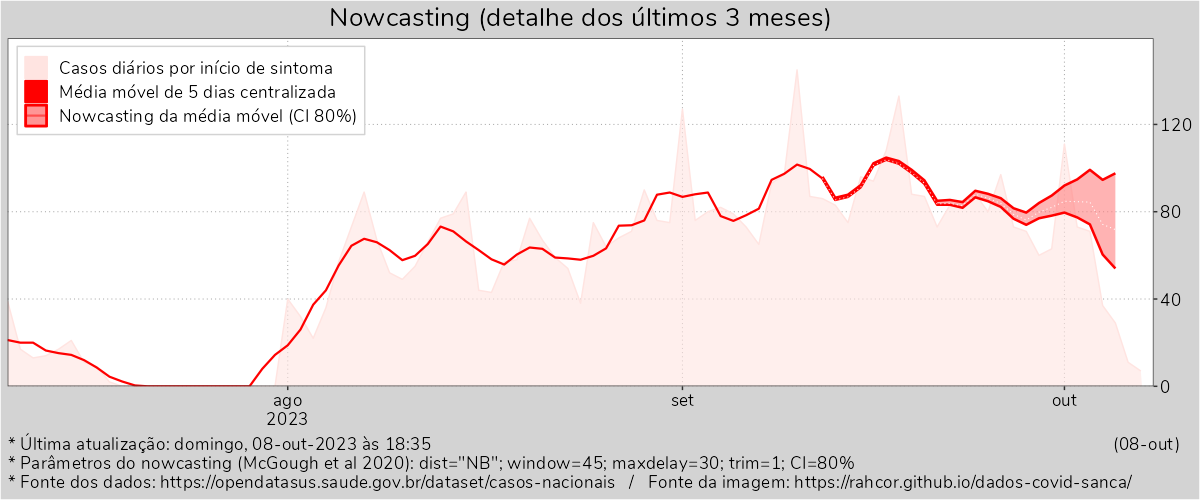 Nowcasting (detalhe dos últimos 3 meses)
Casos diários por início de sintoma
Média móvel de 5 dias centralizada
Nowcasting da média móvel (CI 80%)
120
80
40
0
ago
2023
set
out
* Última atualização: domingo, 08-out-2023 às 18:35
(08-out)
* Parâmetros do nowcasting (McGough et al 2020): dist="NB"; window=45; maxdelay=30; trim=1; CI=80%
* Fonte dos dados: https://opendatasus.saude.gov.br/dataset/casos-nacionais / Fonte da imagem: https://rahcor.github.io/dados-covid-sanca/